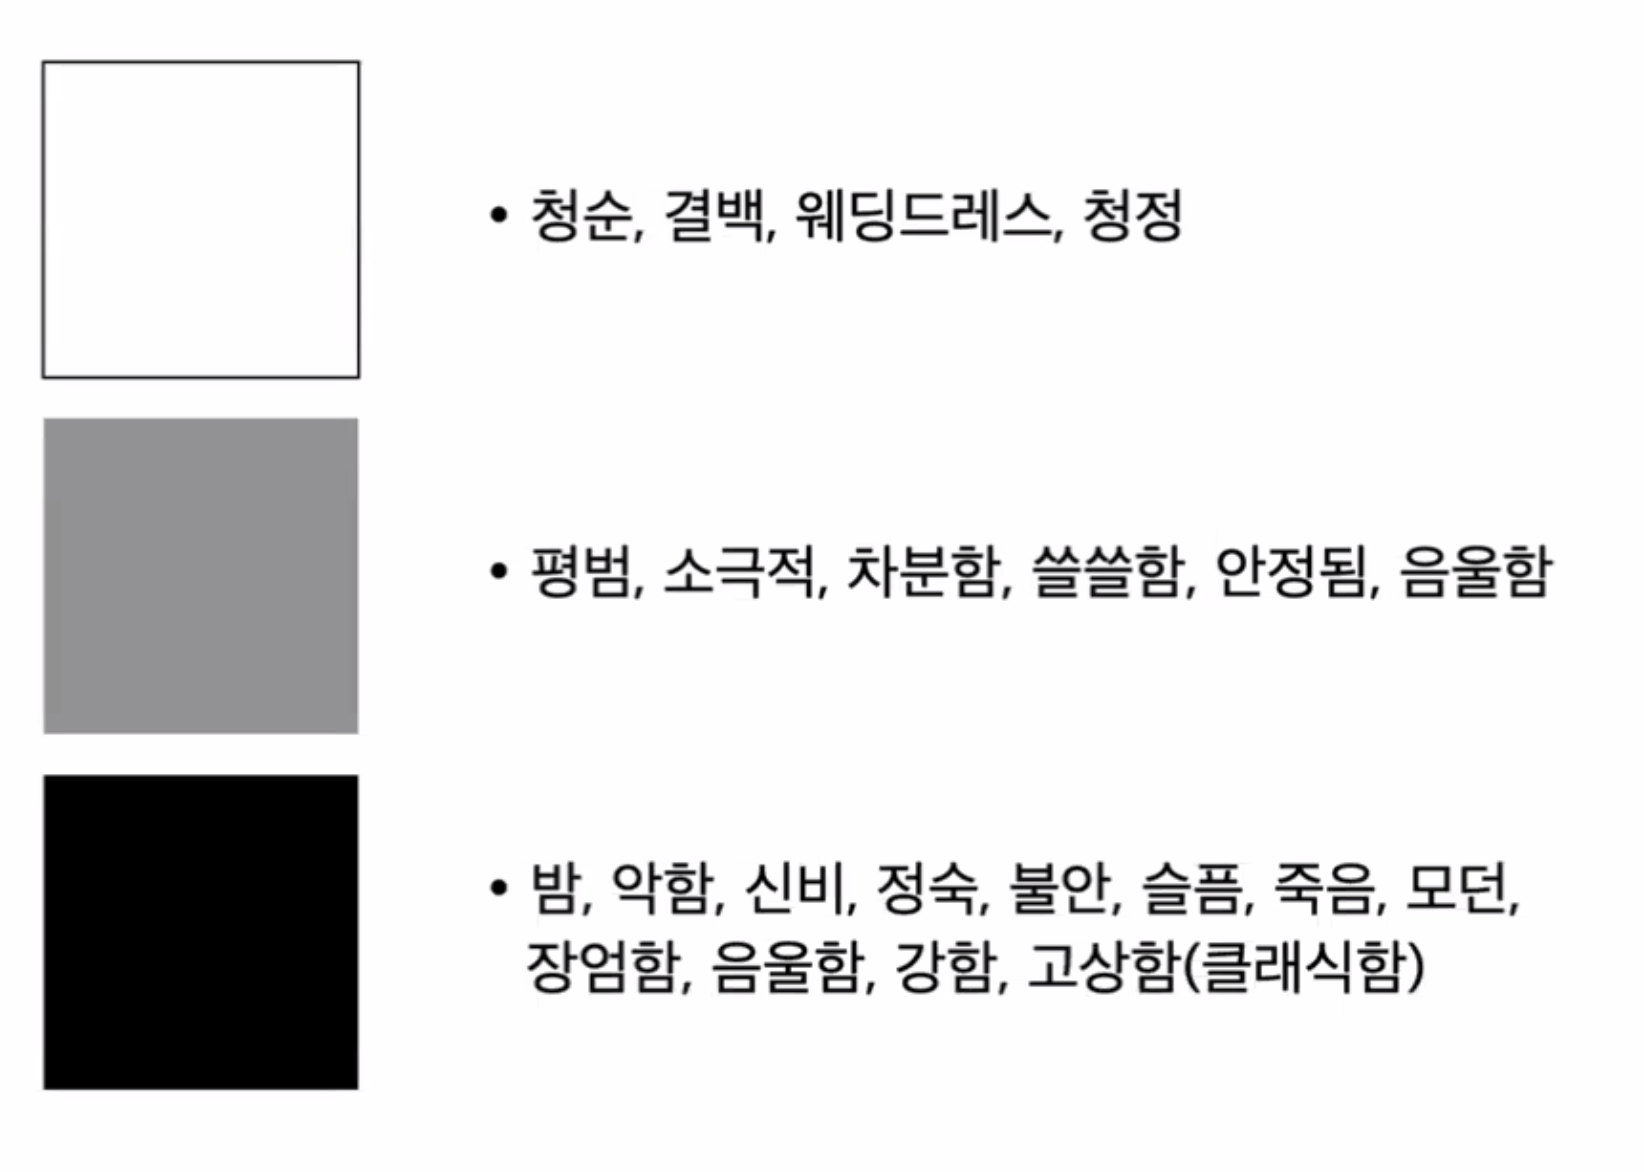 • 청순, 결백, 웨딩드레스, 청정
• 평범, 소극적, 차분함, 쓸쓸함, 안정됨, 음울함
• 밤, 악함, 신비, 정숙, 불안, 슬픔, 죽음, 모던,
장엄함, 음울함, 강함, 고상함(클래식함)